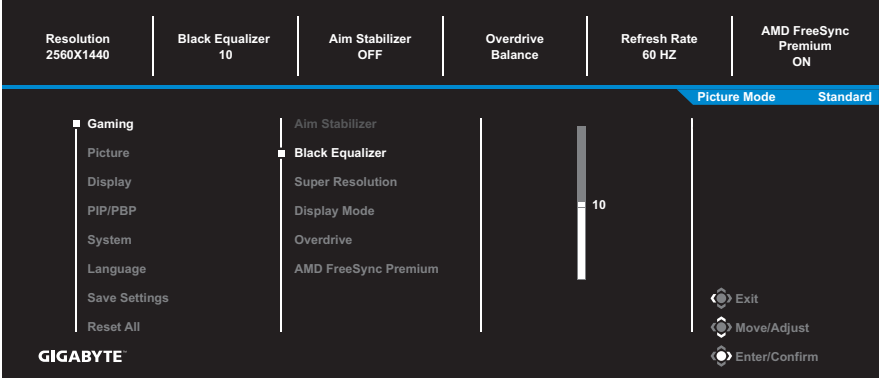 Resolution
2560X1440
Black Equalizer
10
Aim Stabilizer
OFF
Overdrive
Balance
Refresh Rate
60 HZ
AMD FreeSync
Premium
ON
Picture Mode Standard
Gaming
Picture
Display
PIP/PBP
System
Language
Save Settings
Reset All
Aim Stabilizer
Black Equalizer
Super Resolution
Display Mode
Overdrive
AMD FreeSync Premium
10
Exit
Move/Adjust
Enter/Confirm
GIGABYTE™